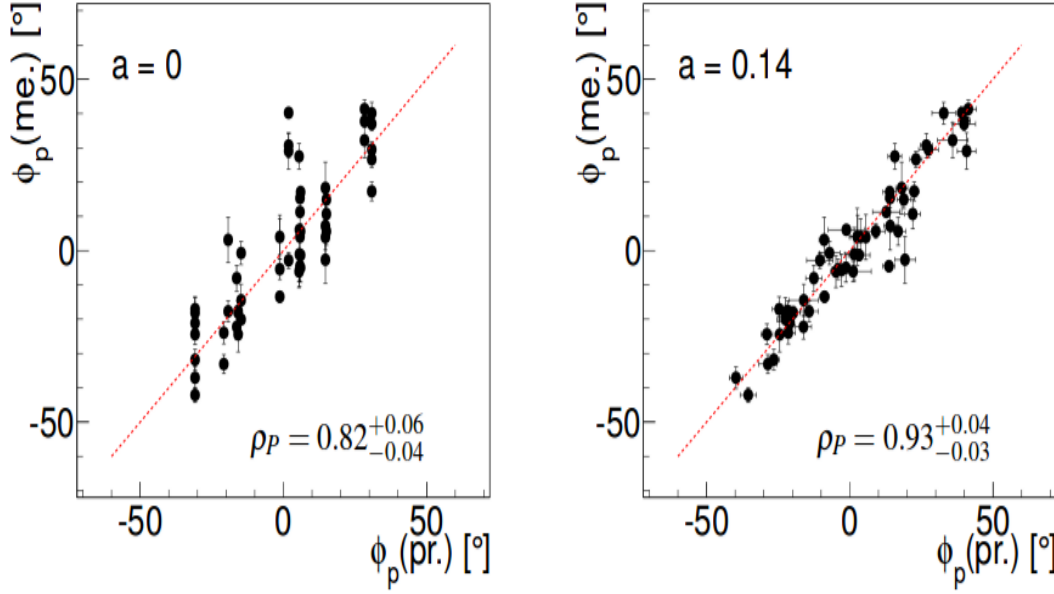 ϕp(me.) [°]
a = 0
50
0
-50
ρP = 0.82 +0.06 -0.04
-50 0 50
ϕp(pr.) [°]
ϕp(me.) [°]
a = 0.14
50
0
-50
ρP = 0.93 +0.04 -0.03
-50 0 50
ϕp(pr.) [°]